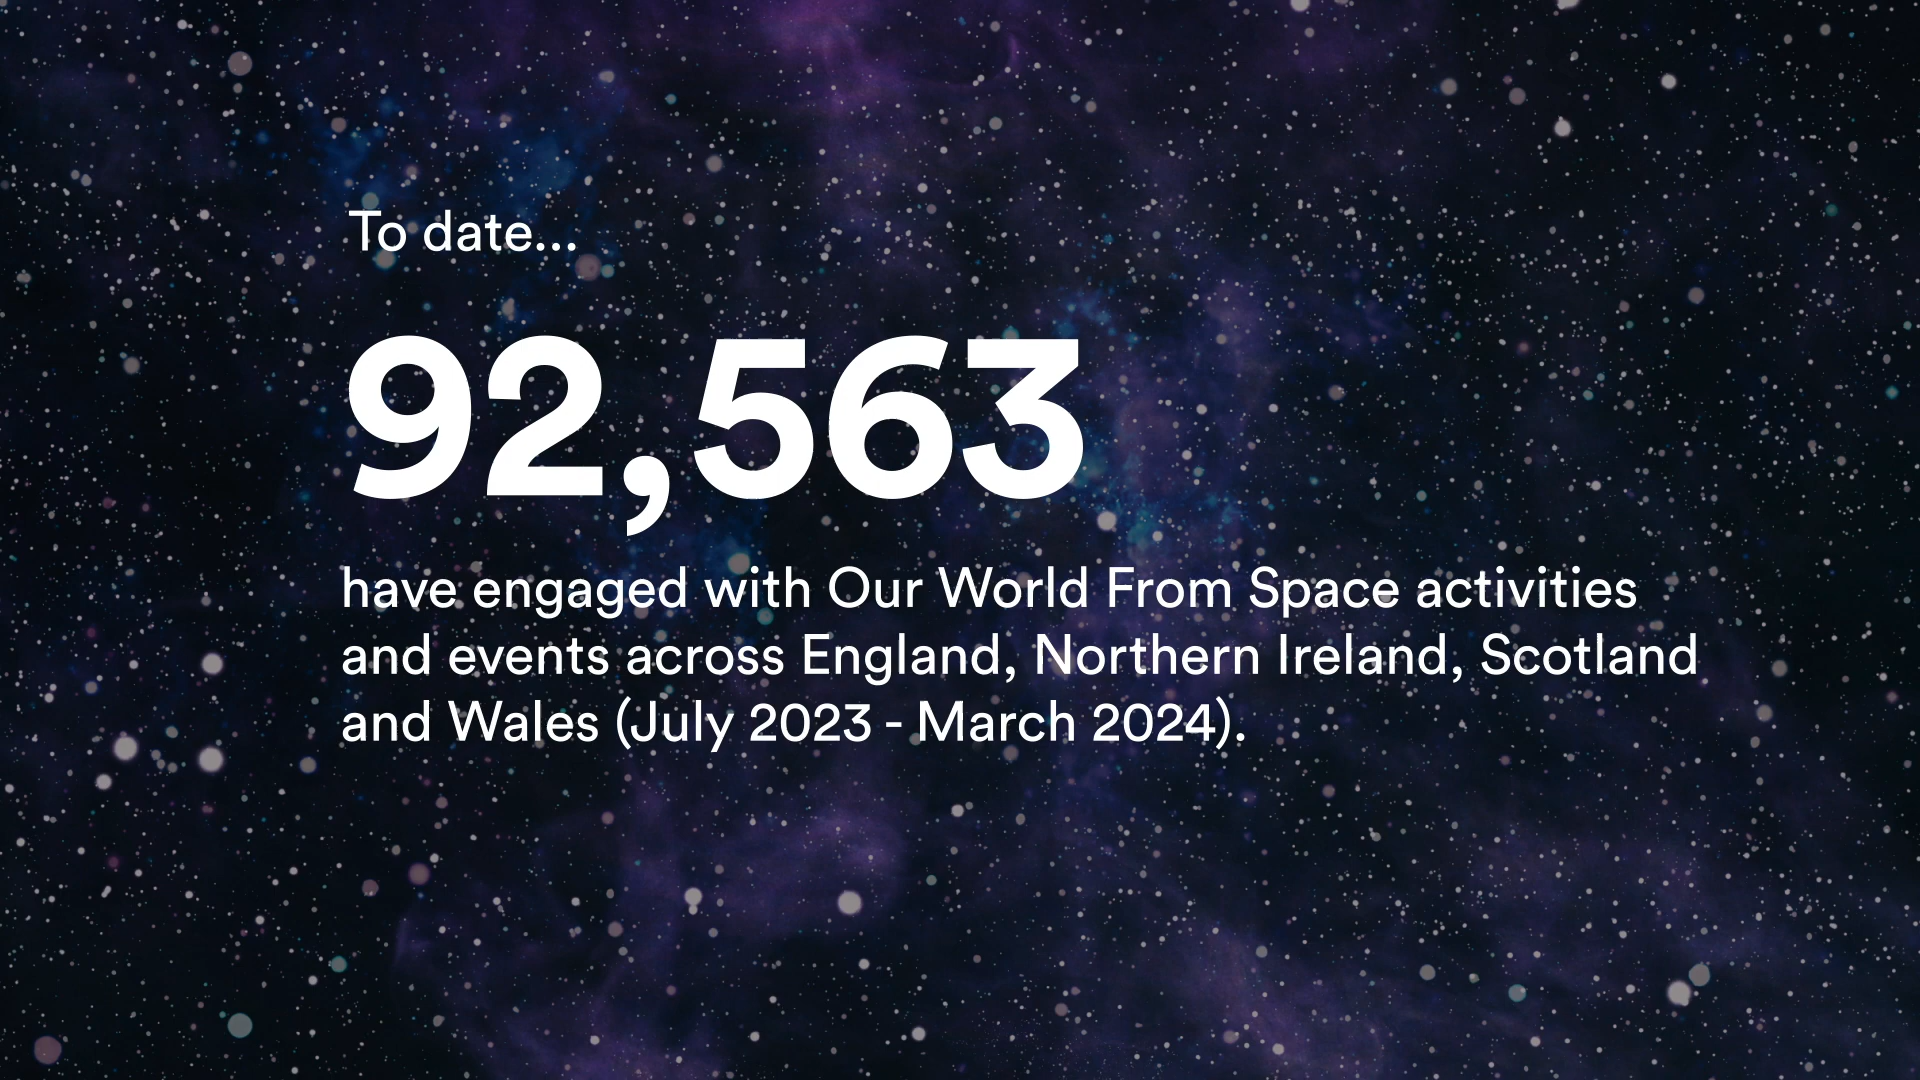 To date...
92,563
have engaged with Our World From Space activities
and events across England, Northern Ireland, Scotland
and Wales (July 2023 - March 2024).